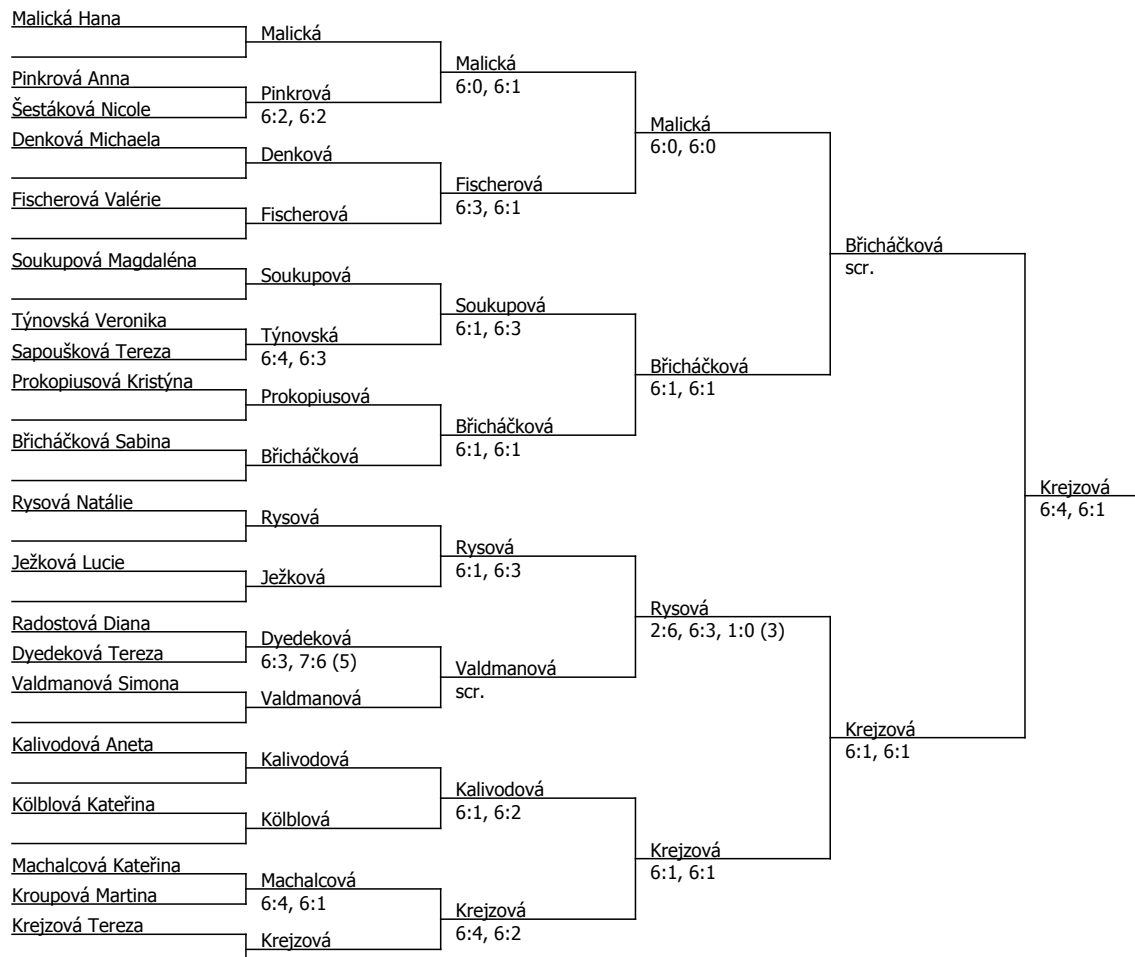 Malická Hana
Malická
Malická
6:0, 6:1
Pinkrová Anna
Pinkrová
6:2, 6:2
Šestáková Nicole
Malická
6:0, 6:0
Denková Michaela
Denková
Fischerová
6:3, 6:1
Fischerová Valérie
Fischerová
Břicháčková
scr.
Soukupová Magdaléna
Soukupová
Soukupová
6:1, 6:3
Týnovská Veronika
Týnovská
6:4, 6:3
Sapoušková Tereza
Břicháčková
6:1, 6:1
Prokopiusová Kristýna
Prokopiusová
Břicháčková
6:1, 6:1
Břicháčková Sabina
Břicháčková
Krejzová
6:4, 6:1
Rysová Natálie
Rysová
Rysová
6:1, 6:3
Ježková Lucie
Ježková
Rysová
2:6, 6:3, 1:0 (3)
Radostová Diana
Dyedeková
6:3, 7:6 (5)
Dyedeková Tereza
Valdmanová
scr.
Valdmanová Simona
Valdmanová
Krejzová
6:1, 6:1
Kalivodová Aneta
Kalivodová
Kalivodová
6:1, 6:2
Kölblová Kateřina
Kölblová
Krejzová
6:1, 6:1
Machalcová Kateřina
Machalcová
6:4, 6:1
Kroupová Martina
Krejzová
6:4, 6:2
Krejzová Tereza
Krejzová